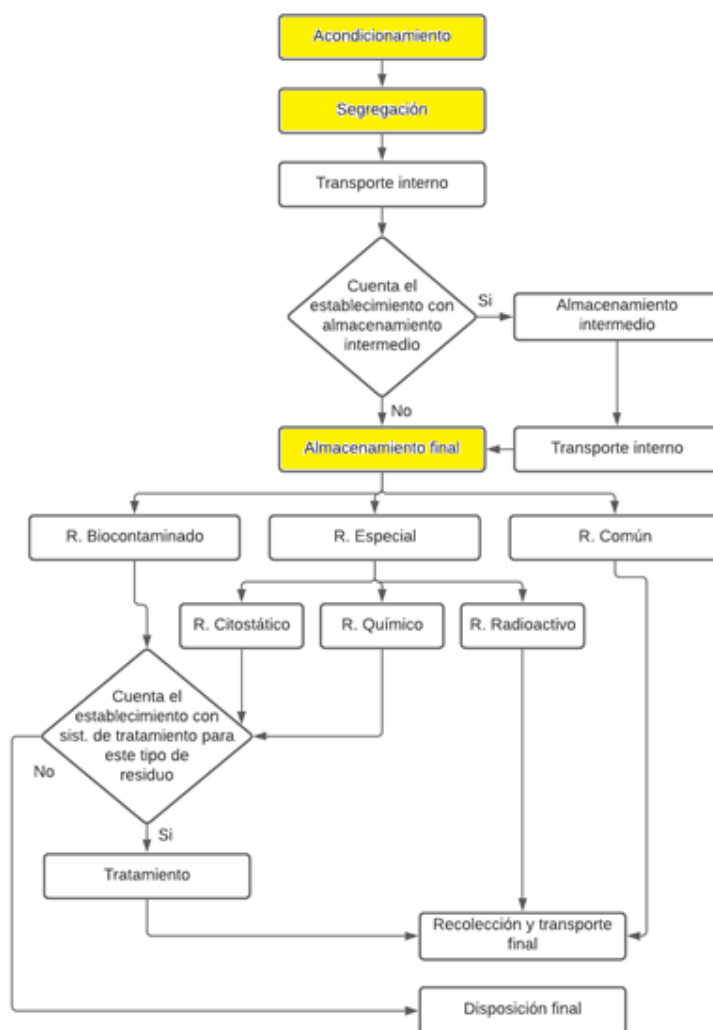 Acondicionamiento
Segregación
Transporte interno
Cuenta el
establecimiento con
almacenamiento
intermedio
Si
Almacenamiento
intermedio
No
Almacenamiento final
Transporte interno
R. Biocontaminado
R. Especial
R. Común
R. Citostático
R. Químico
R. Radioactivo
Cuenta el
establecimiento con
sist. de tratamiento para
este tipo de
residuo
No
Si
Tratamiento
Recolección y transporte
final
Disposición final